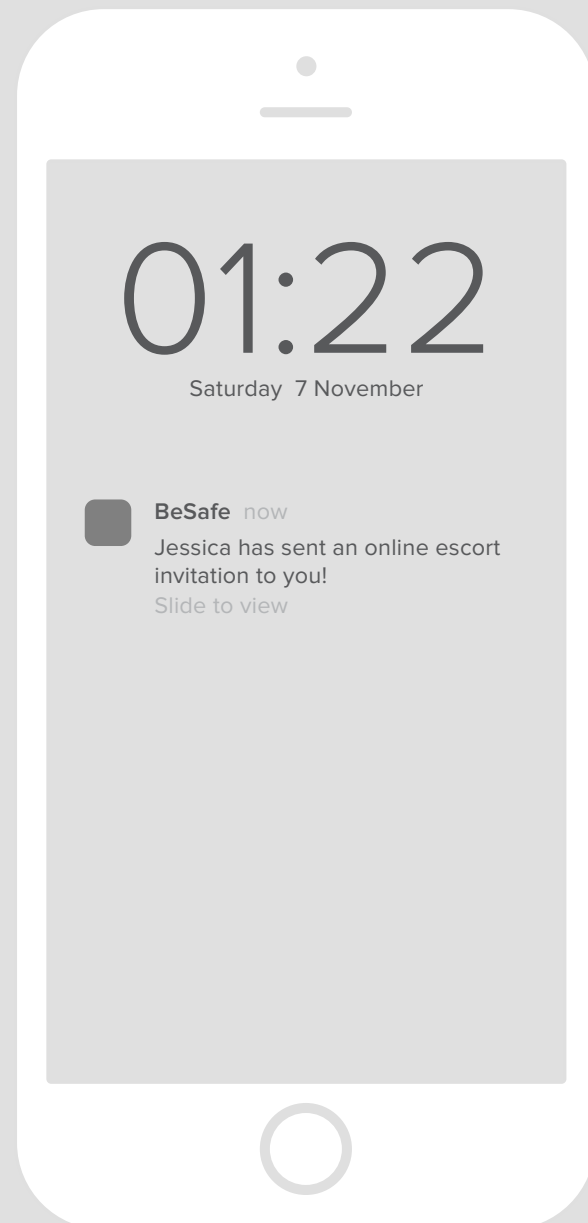 01:22
Saturday 7 November
BeSafe now
Jessica has sent an online escort
invitation to you!
Slide to view